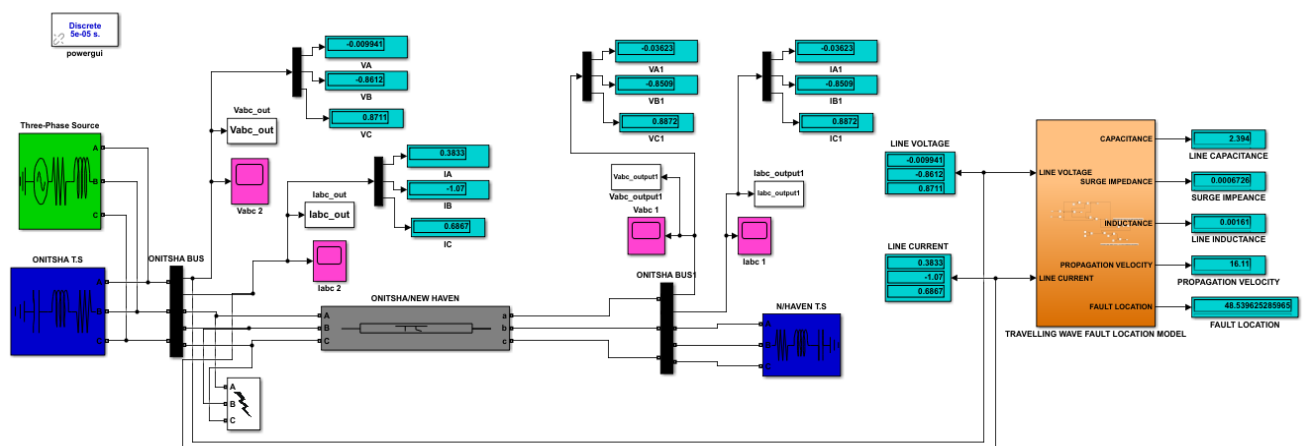 Discrete
5e-05 s.
powergui
Three-Phase Source
A
B
C
ONITSHA T.S
A
B
C
ONITSHA BUS
Vabc_out
Vabc_out
Vabc 2
-0.009941
VA
-0.8612
VB
0.8711
VC
Iabc_out
Iabc_out
Iabc 2
0.3833
IA
-1.07
IB
0.6867
IC
A
B
C
ONITSHA/NEW HAVEN
A
B
C
a
b
c
-0.03623
VA1
-0.8509
VB1
0.8872
VC1
Vabc_output1
Vabc_output1
Vabc 1
-0.03623
IA1
-0.8509
IB1
0.8872
IC1
Iabc_output1
Iabc_output1
Iabc 1
ONITSHA BUS1
N/HAVEN T.S
A
B
C
LINE VOLTAGE
-0.009941
-0.8612
0.8711
LINE CURRENT
0.3833
-1.07
0.6867
LINE VOLTAGE
LINE CURRENT
CAPACITANCE
SURGE IMPEDANCE
INDUCTANCE
PROPAGATION VELOCITY
FAULT LOCATION
TRAVELLING WAVE FAULT LOCATION MODEL
2.394
LINE CAPACITANCE
0.0006726
SURGE IMPEANCE
0.00161
LINE INDUCTANCE
16.11
PROPAGATION VELOCITY
48.539625285965
FAULT LOCATION